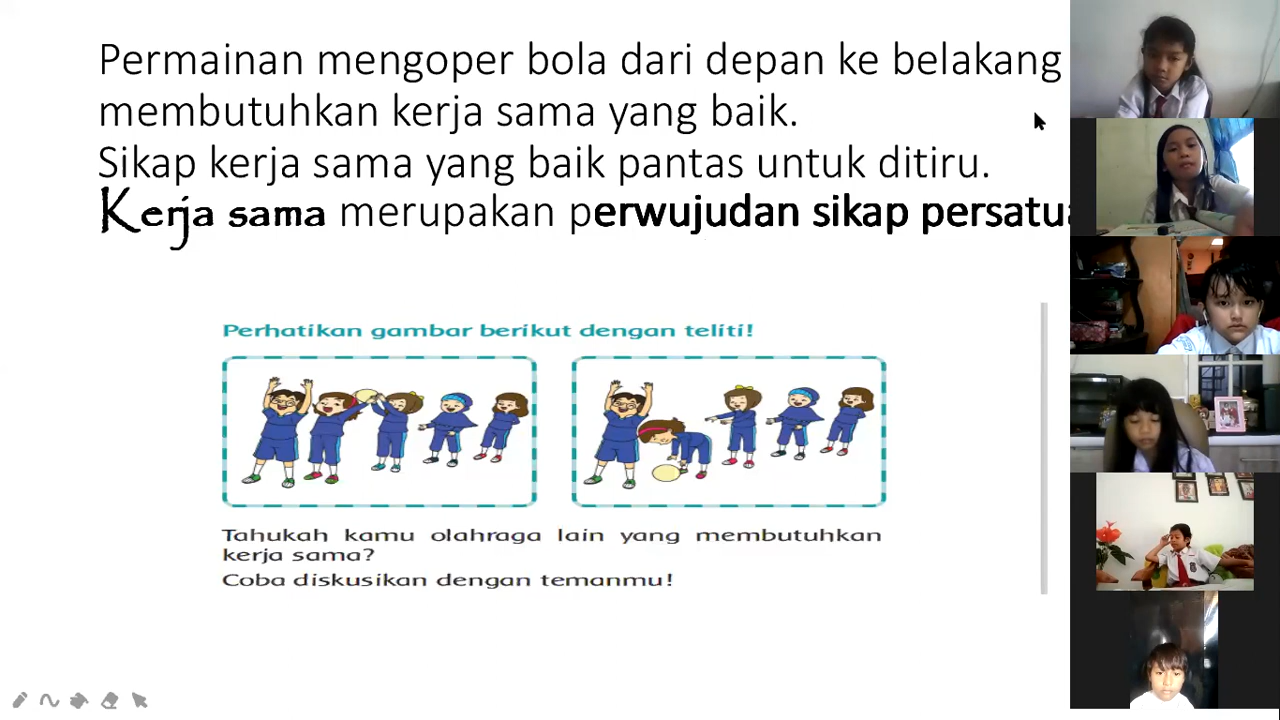 Permainan mengoper bola dari depan ke belakang
membutuhkan kerja sama yang baik.
Sikap kerja sama yang baik pantas untuk ditiru.
Kerja sama merupakan perwujudan sikap
Perhatikan gambar berikut dengan teliti!
Tahukah kamu olahraga lain yang membutuhkan
kerja sama?
Coba diskusikan dengan temanmu!